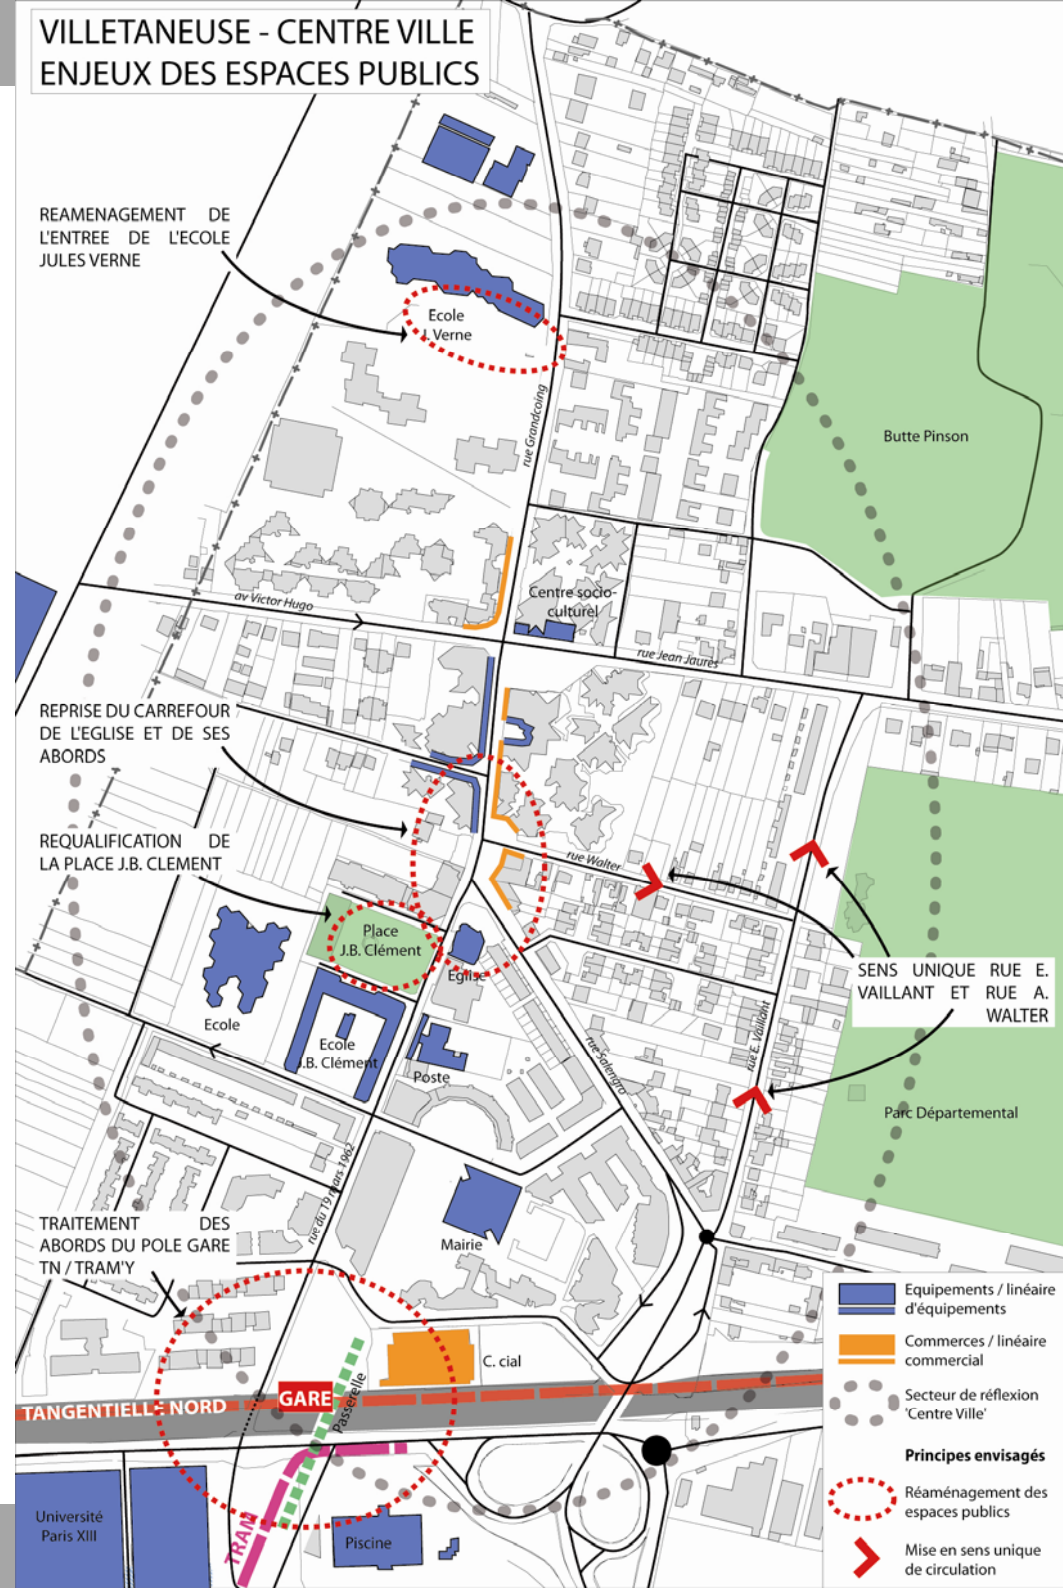 VILLETANEUSE - CENTRE VILLE
ENJEUX DES ESPACES PUBLICS
REAMENAGEMENT DE
L'ENTREE DE L'ECOLE
JULES VERNE
Ecole
J. Verne
rue Grandcoing
Butte Pinson
Centre socio-
culturel
av Victor Hugo
rue Jean Jaurès
REPRISE DU CARREFOUR
DE L'EGLISE ET DE SES
ABORDS
REQUALIFICATION DE
LA PLACE J.B. CLEMENT
rue Walter
Place
J.B. Clément
Eglise
SENS UNIQUE RUE E.
VAILLANT ET RUE A.
WALTER
Ecole
Ecole
J.B. Clément
Poste
rue Salengro
rue E. Vaillant
Parc Départemental
rue du 19 mars 1962
TRAITEMENT DES
ABORDS DU POLE GARE
TN / TRAM'Y
Mairie
C. cial
Passerelle
GARE
TANGENTIELLE NORD
TRAM
Université
Paris XIII
Piscine
Equipements / linéaire
d'équipements
Commerces / linéaire
commercial
Secteur de réflexion
'Centre Ville'
Principes envisagés
Réaménagement des
espaces publics
Mise en sens unique
de circulation